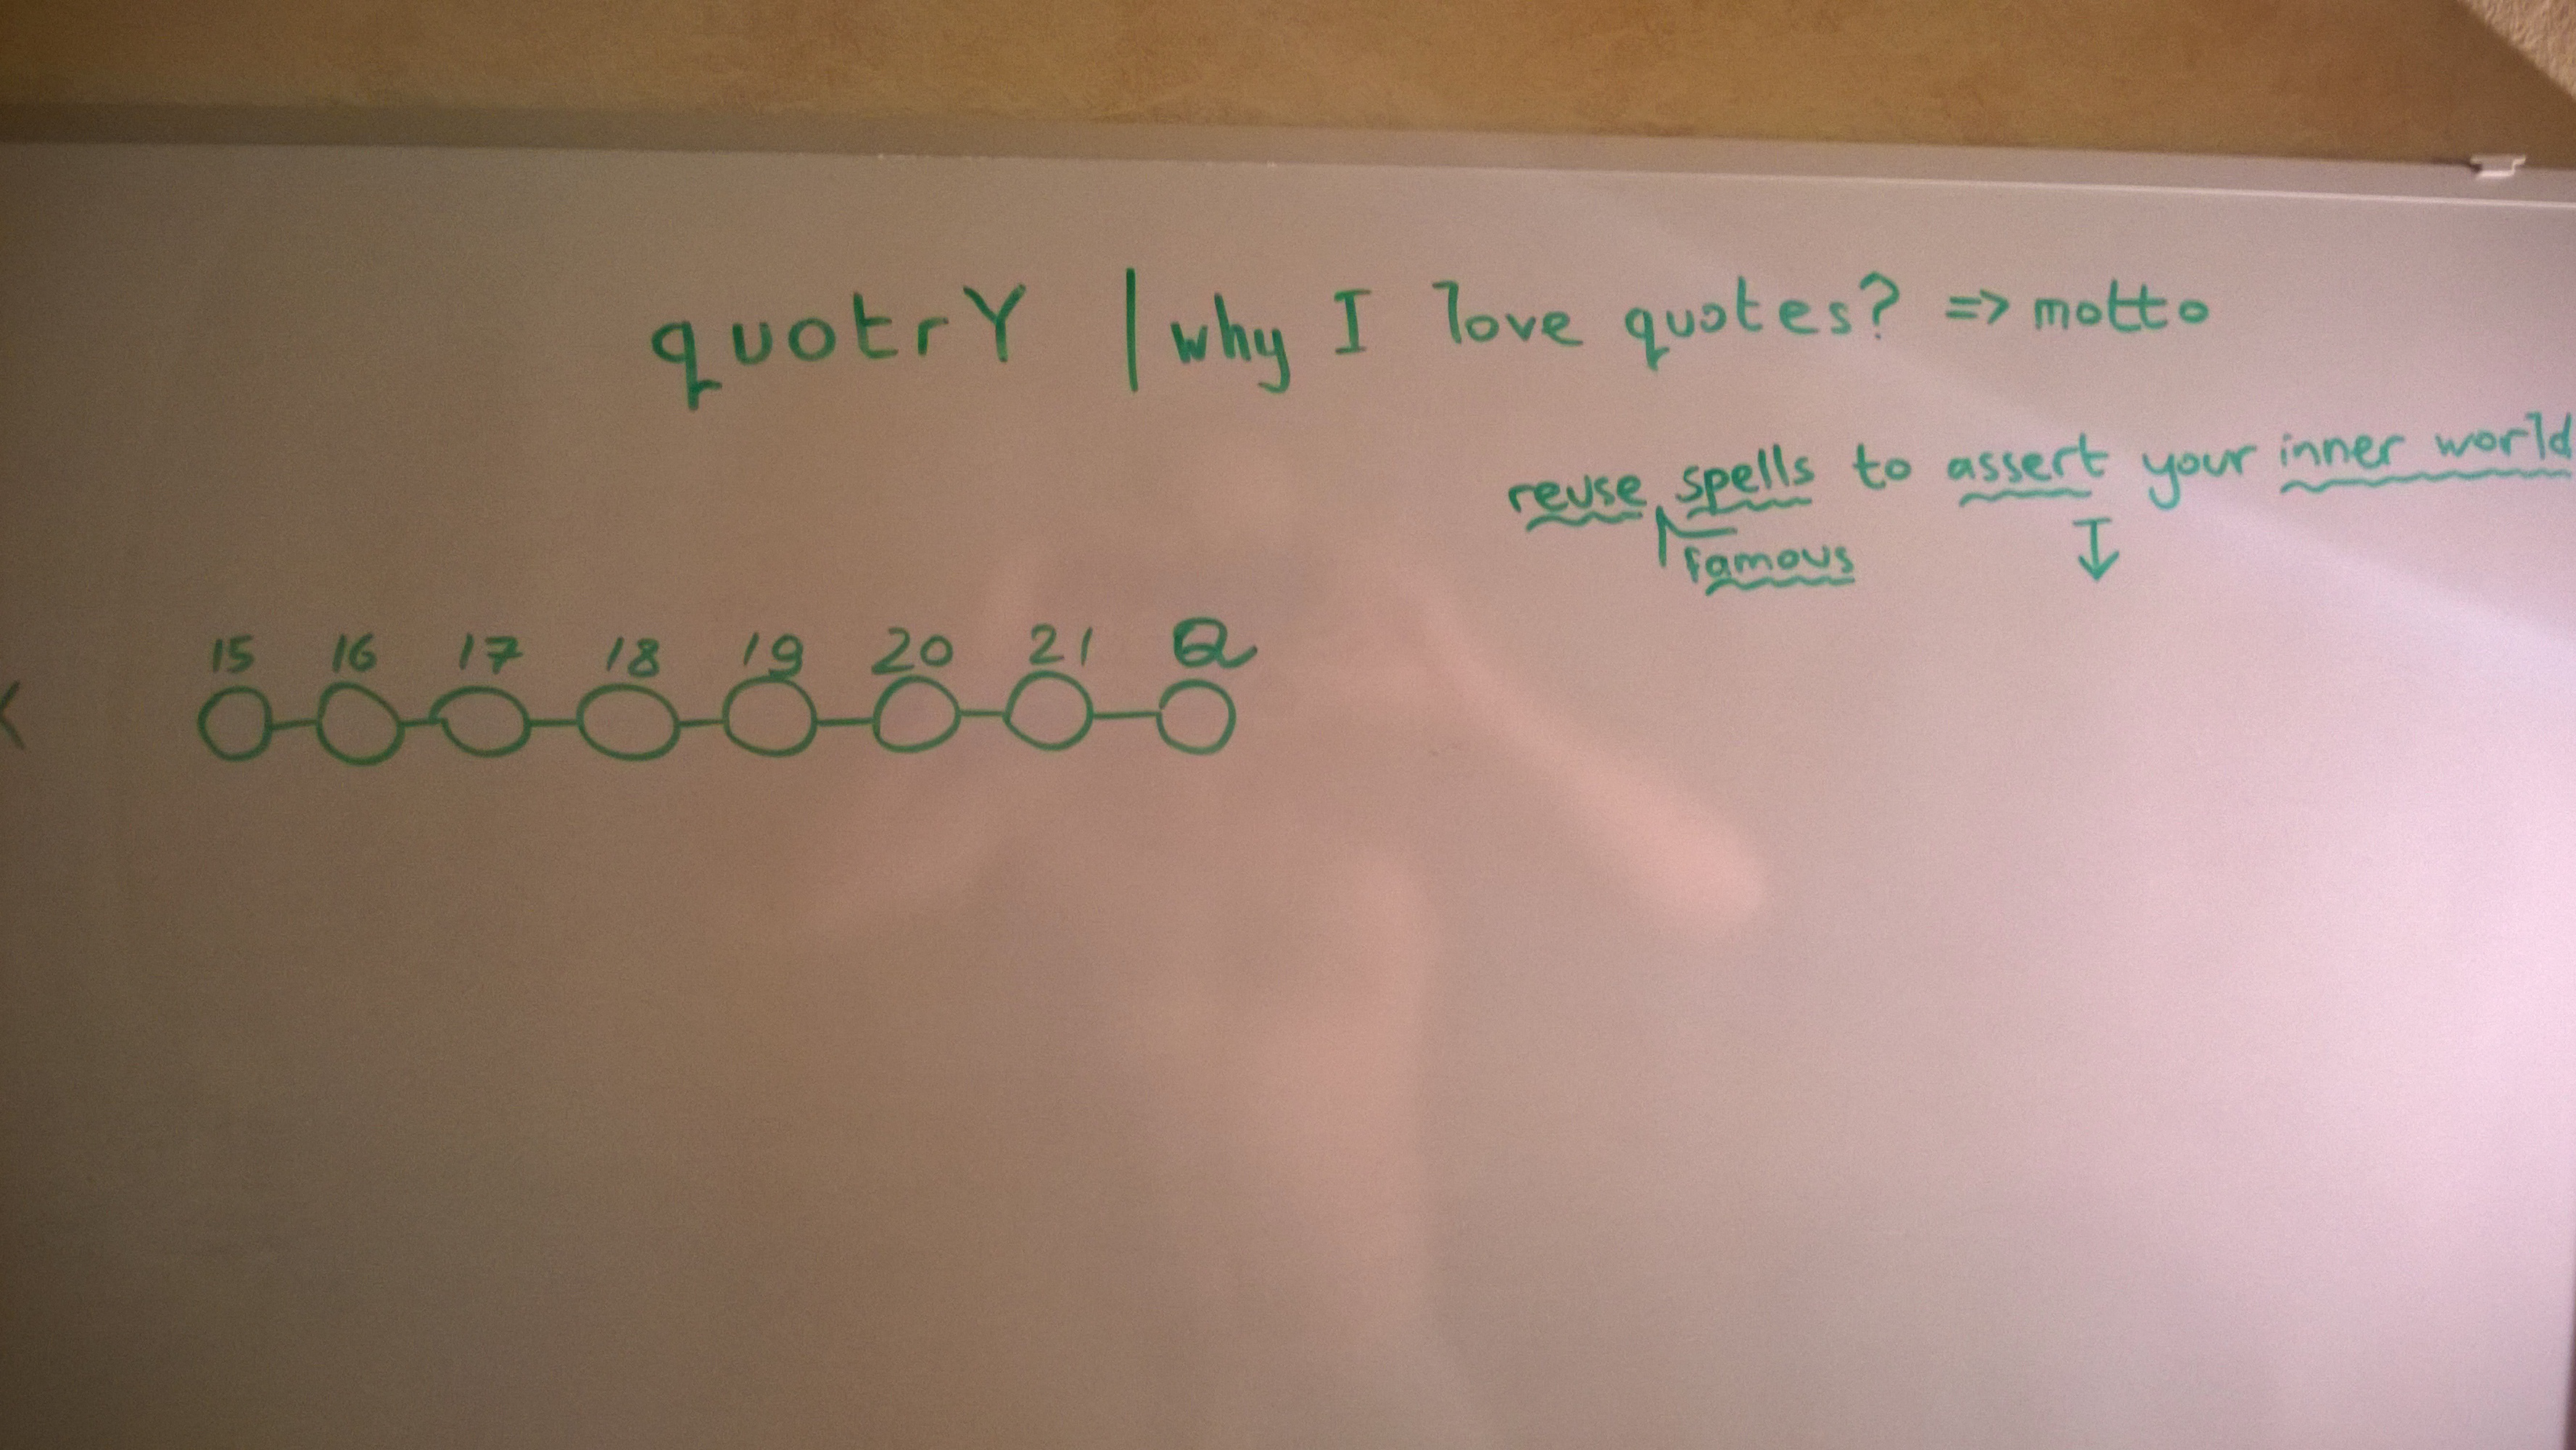 quotrY | why I love quotes? => motto
reuse spells to assert your inner world
famous
15 16 17 18 19 20 21 Q